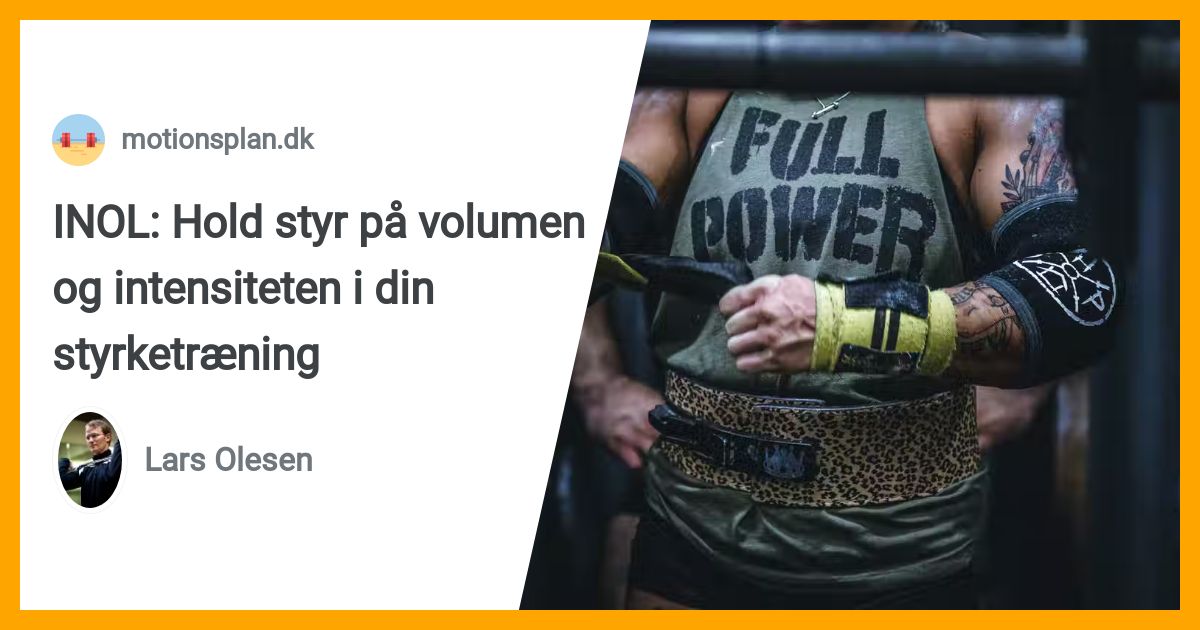 motionsplan.dk
INOL: Hold styr på volumen
og intensiteten i din
styrketræning
Lars Olesen
FULL
POWER